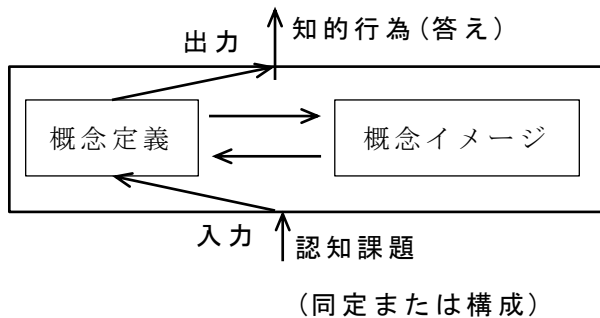 出力
知的行為(答え)
概念定義
概念イメージ
入力
認知課題
(同定または構成)